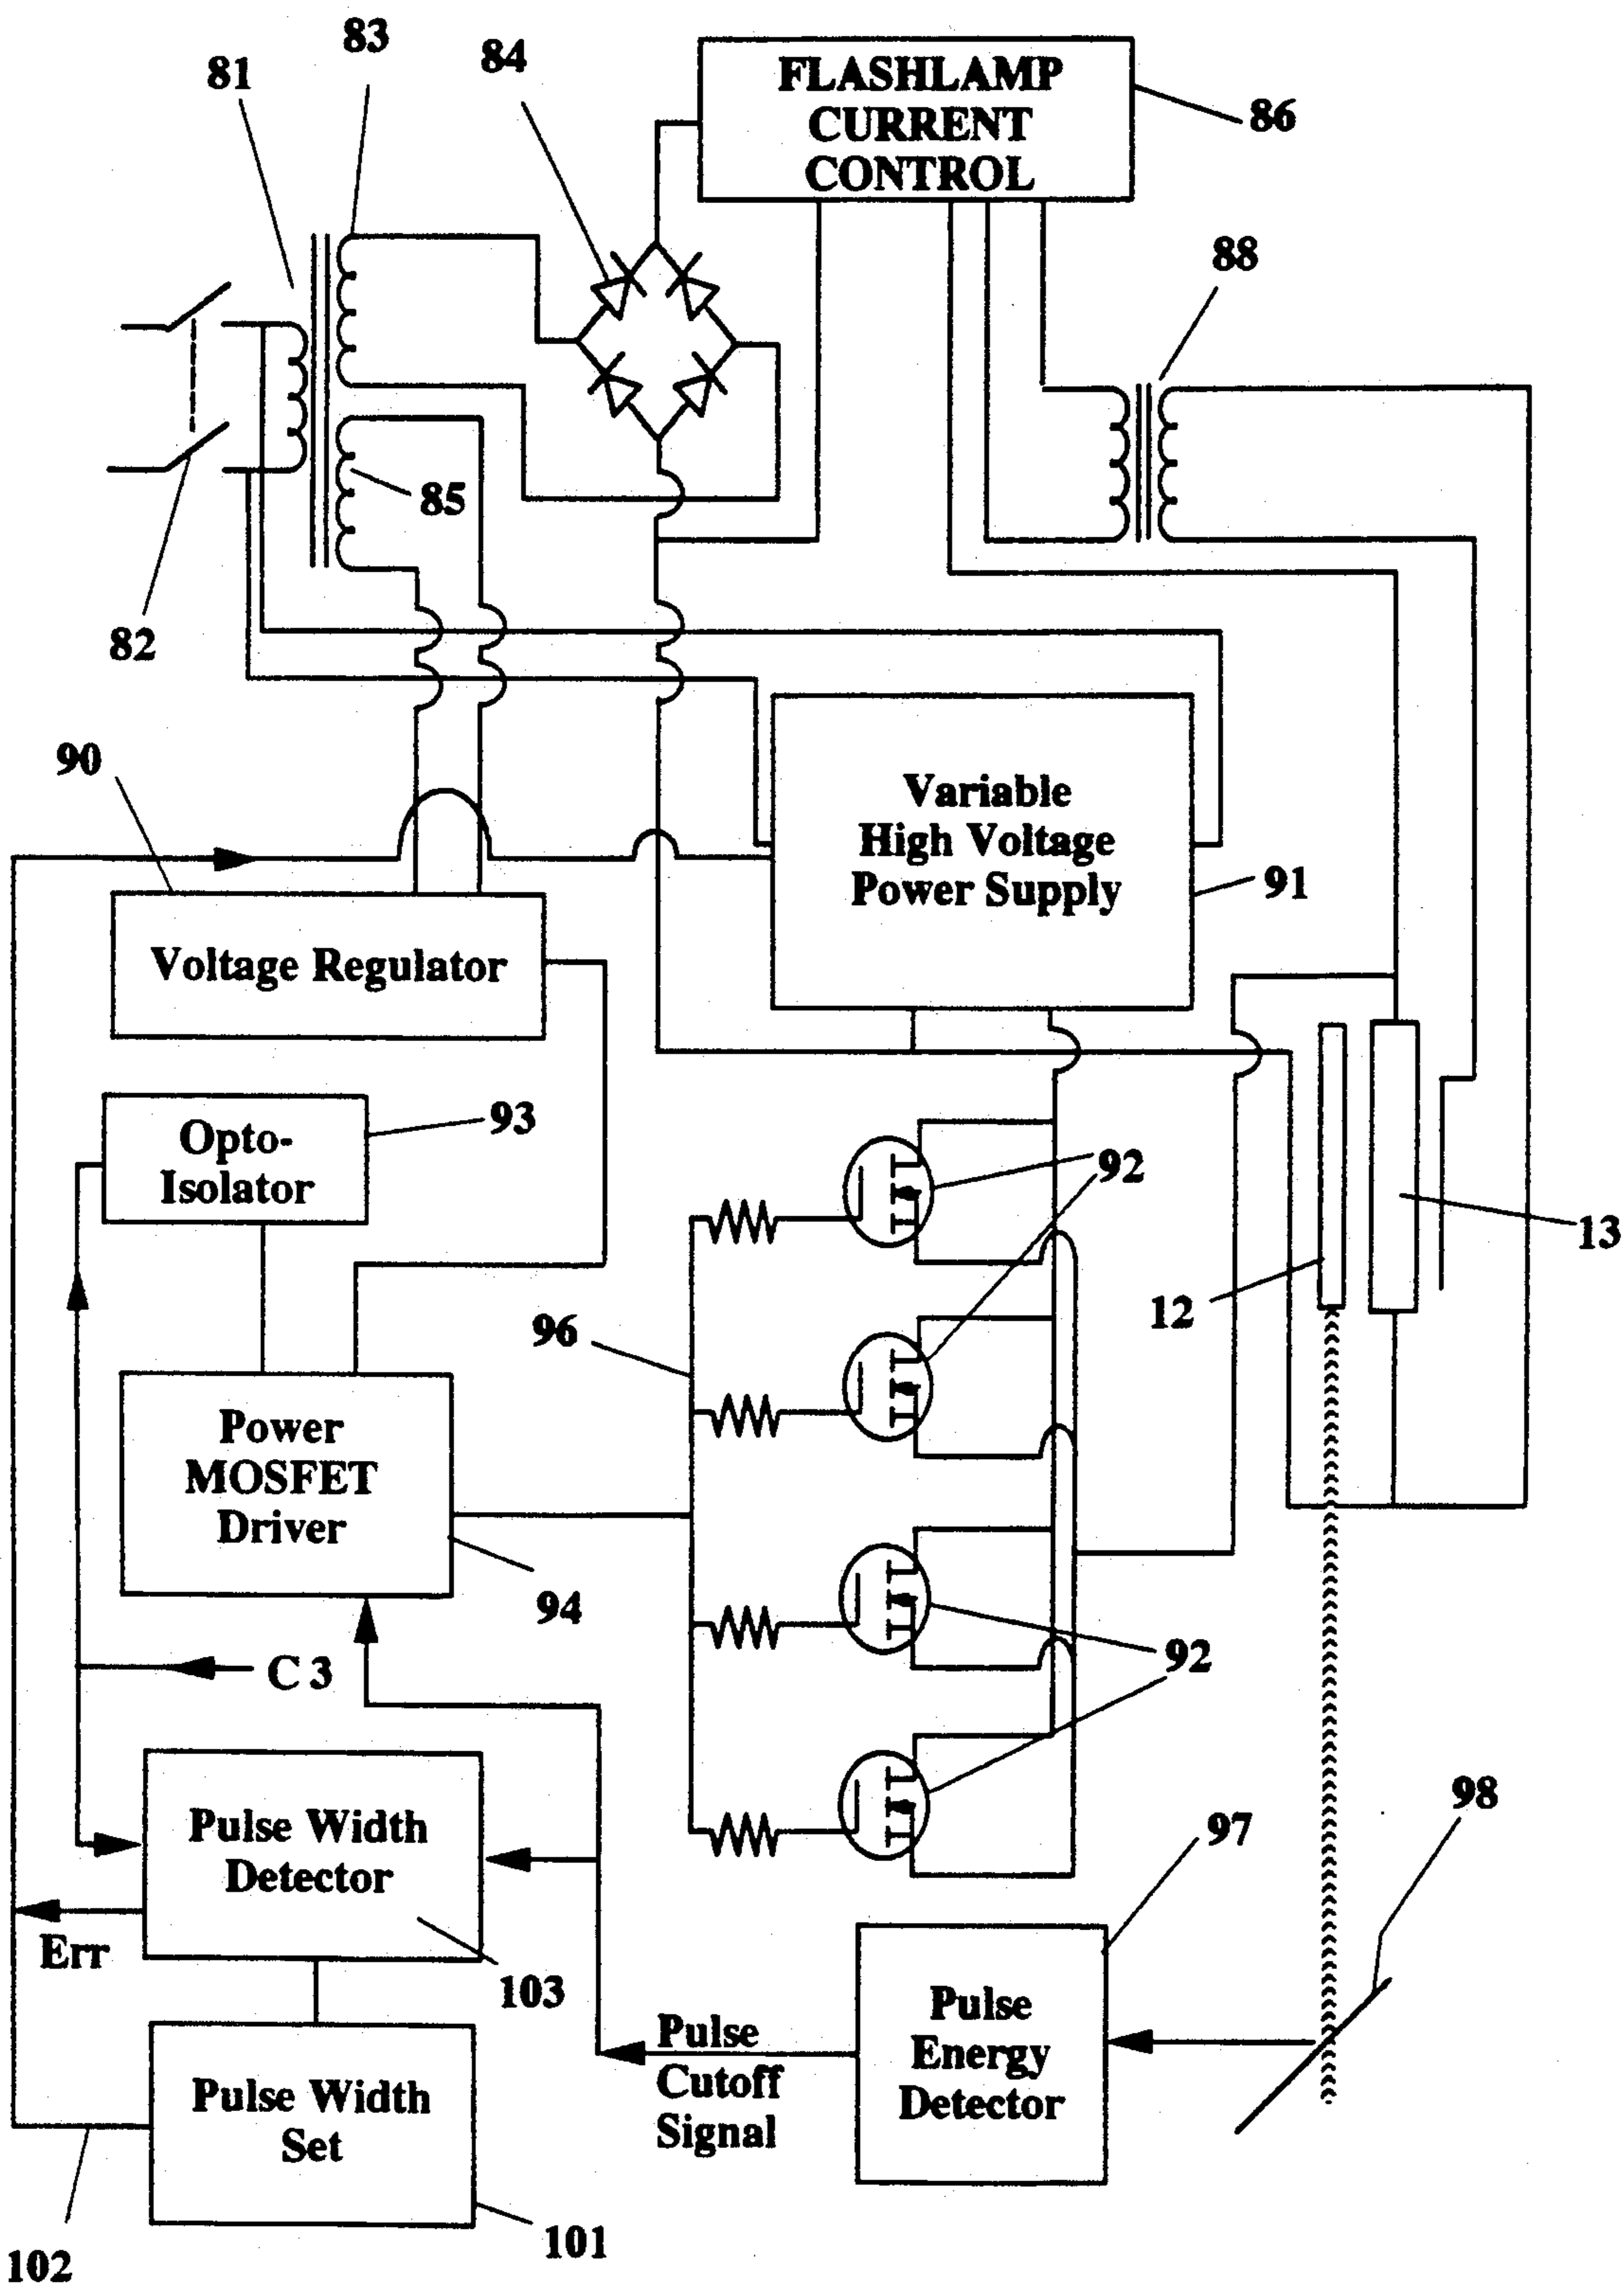 83
81
84
FLASHLAMP
CURRENT
CONTROL
86
88
85
82
90
Variable
High Voltage
Power Supply
91
Voltage Regulator
93
Opto-
Isolator
92
13
12
96
Power
MOSFET
Driver
94
C 3
92
98
97
Pulse Width
Detector
Err
103
Pulse
Cutoff
Signal
Pulse
Energy
Detector
Pulse Width
Set
101
102